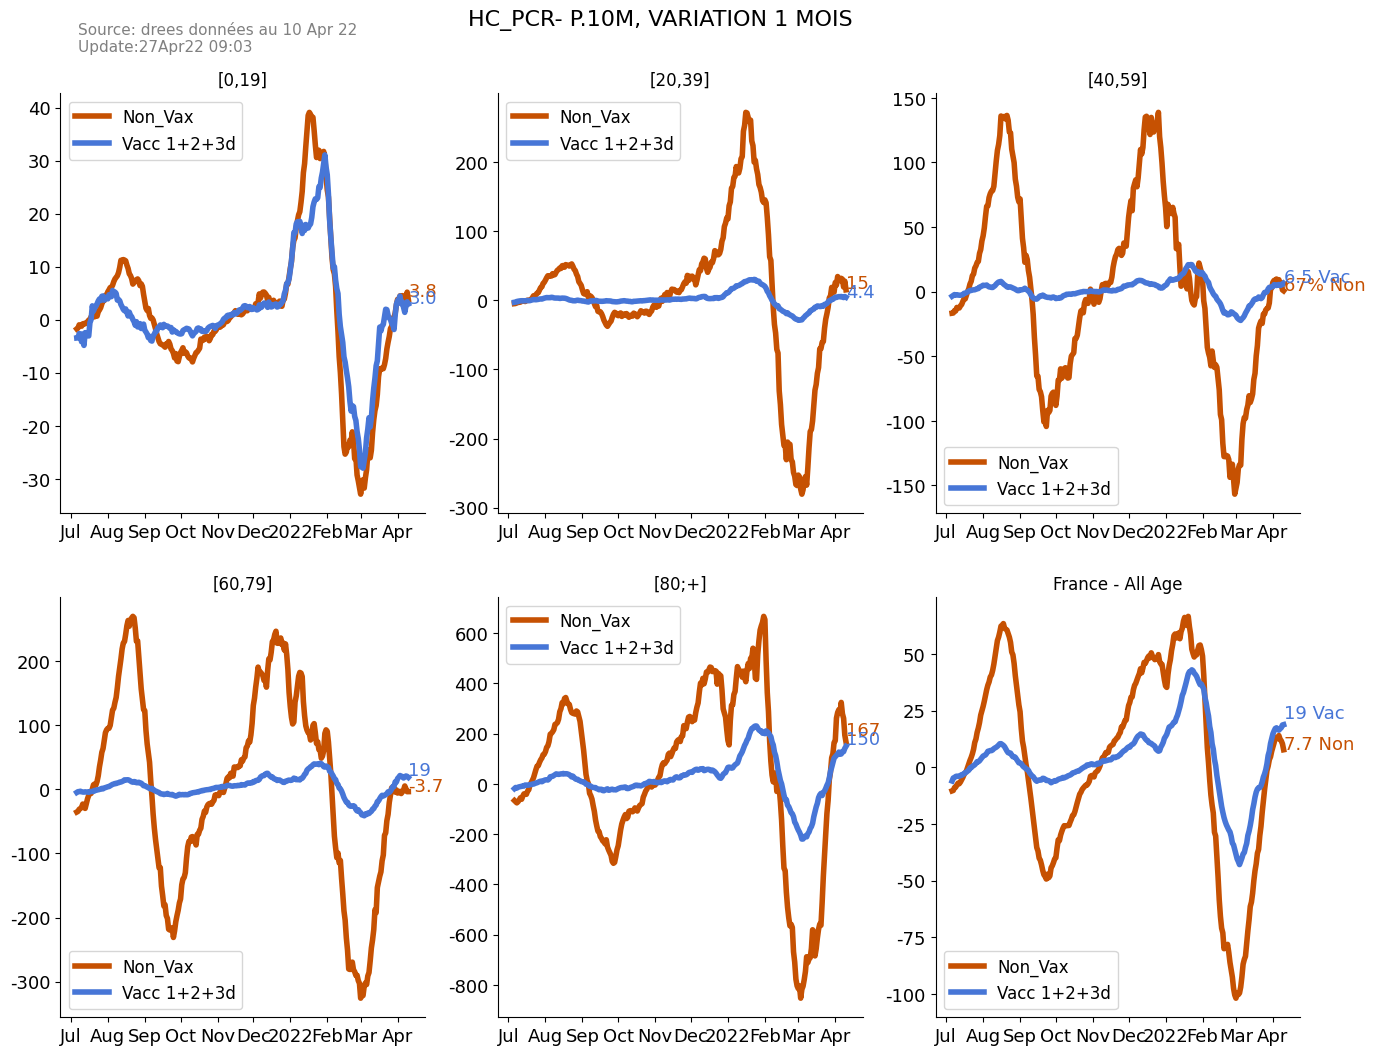 HC_PCR- P.10M, VARIATION 1 MOIS
Source: drees données au 10 Apr 22
Update:27Apr22 09:03
[0,19]
40
30
20
10
0
-10
-20
-30
Non_Vax
Vacc 1+2+3d
3.8
3.0
Jul Aug Sep Oct Nov Dec 2022 Feb Mar Apr
[20,39]
200
100
0
-100
-200
-300
Non_Vax
Vacc 1+2+3d
15
4.4
Jul Aug Sep Oct Nov Dec 2022 Feb Mar Apr
[40,59]
150
100
50
0
-50
-100
-150
6.5 Vac
Non
Non_Vax
Vacc 1+2+3d
Jul Aug Sep Oct Nov Dec 2022 Feb Mar Apr
[60,79]
200
100
0
-100
-200
-300
19
-3.7
Non_Vax
Vacc 1+2+3d
Jul Aug Sep Oct Nov Dec 2022 Feb Mar Apr
[80;+]
600
400
200
0
-200
-400
-600
-800
Non_Vax
Vacc 1+2+3d
167
150
Jul Aug Sep Oct Nov Dec 2022 Feb Mar Apr
France - All Age
50
25
0
-25
-50
-75
-100
19 Vac
7.7 Non
Non_Vax
Vacc 1+2+3d
Jul Aug Sep Oct Nov Dec 2022 Feb Mar Apr